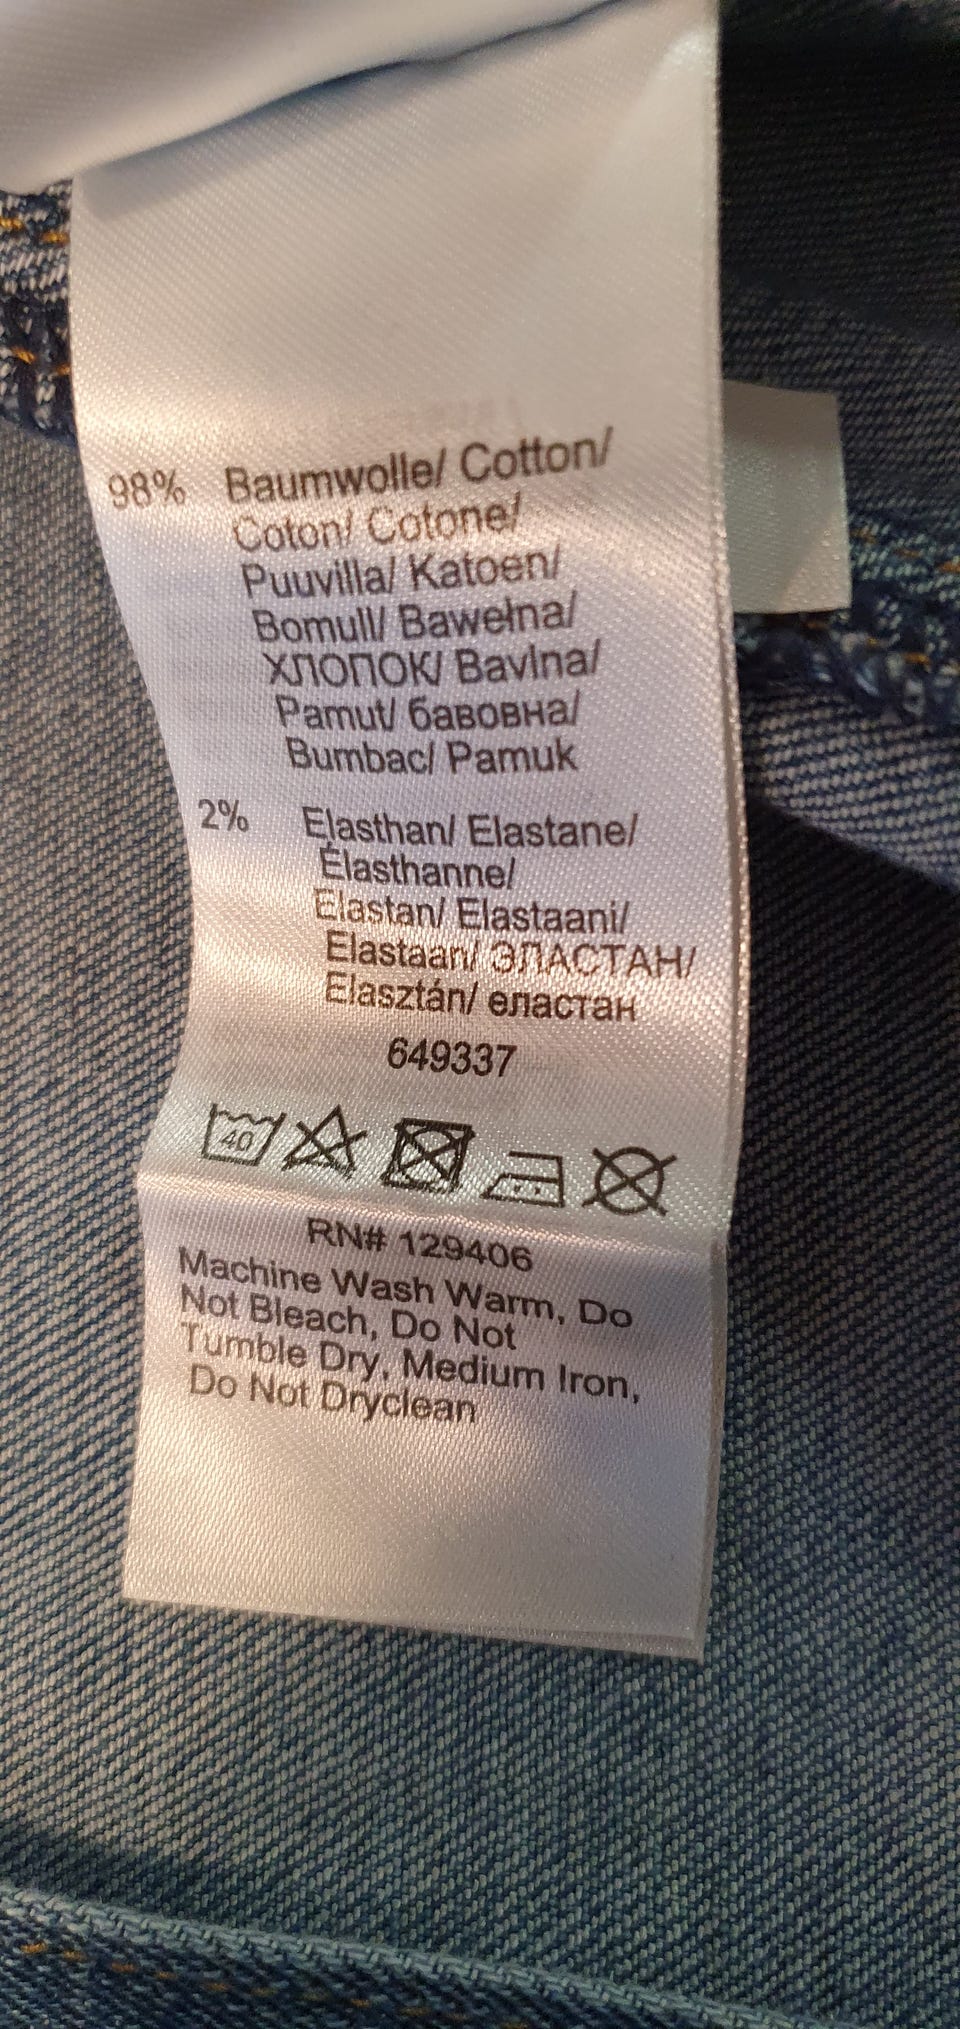 98% Baumwolle/ Cotton/
Coton/ Cotone/
Puuvilla/ Katoen/
Bomull/ Bawełna/
ХЛОПОК/ Bavlna/
Pamut/ бавовна/
Bumbac/ Pamuk
2% Elasthan/ Elastane/
Élasthanne/
Elastan/ Elastaani/
Elastaan/ ЭЛАСТАН/
Elasztán/ еластан
649337
40
RN# 129406
Machine Wash Warm, Do
Not Bleach, Do Not
Tumble Dry, Medium Iron,
Do Not Dryclean